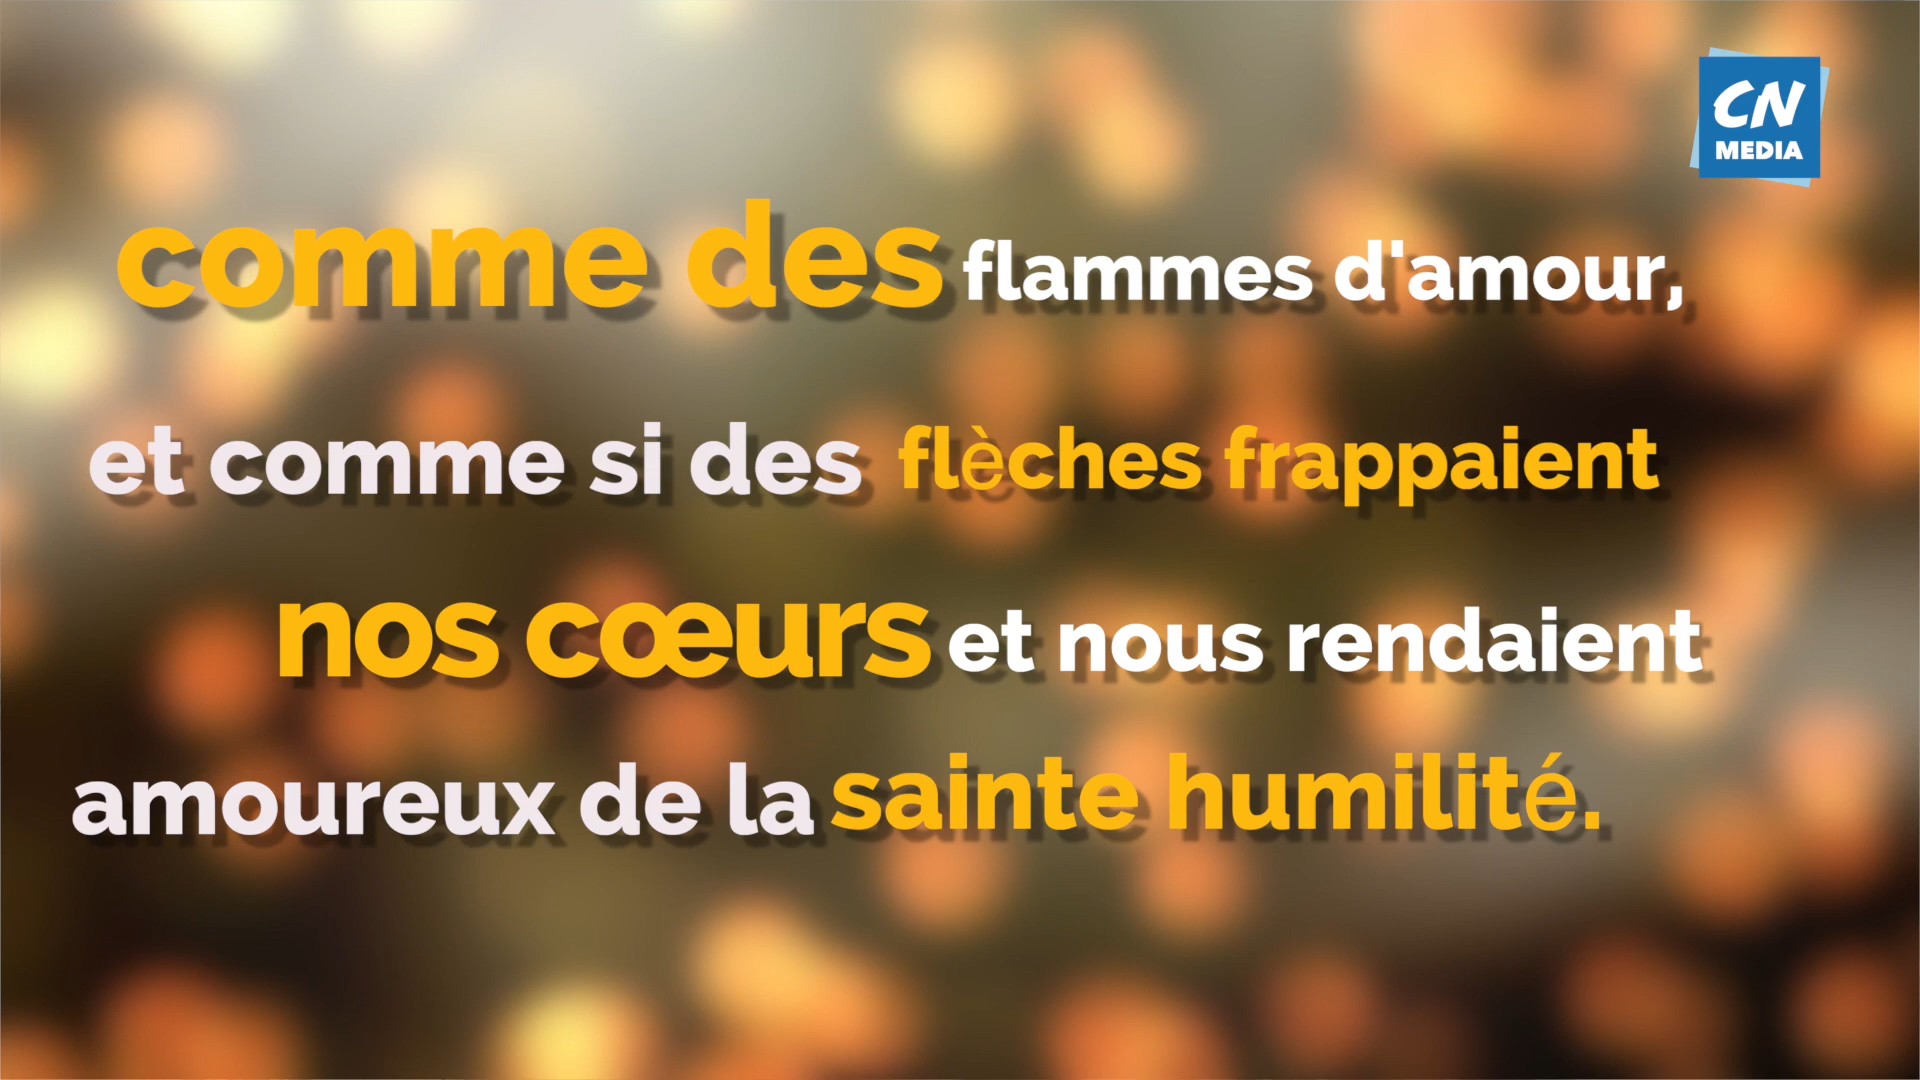 CN
MEDIA
comme des flammes d'amour,
et comme si des flèches frappaient
nos cœurs et nous rendaient
amoureux de la sainte humilité.